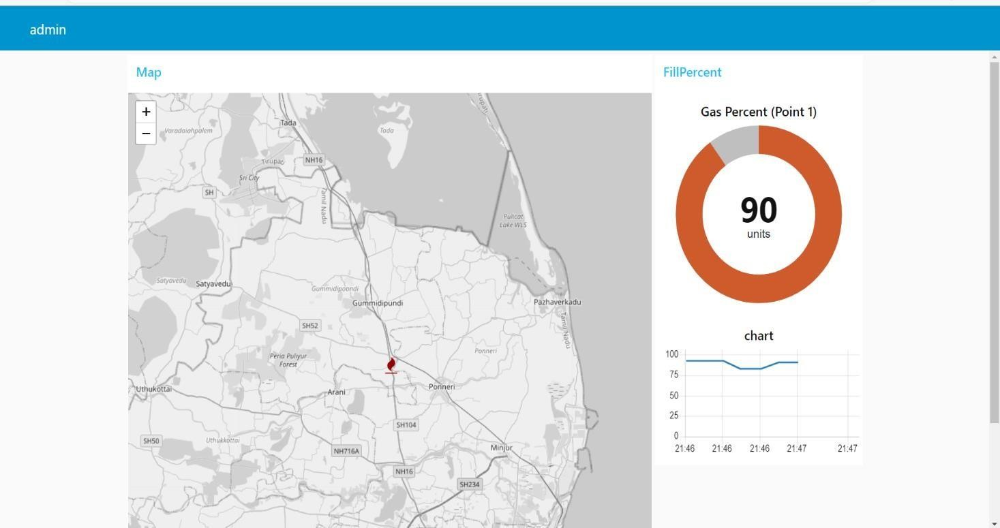 admin
Map
+
−
Tada
Varadaiahpalem
Tada
Tirupati
NH16
Sri City
SH
Tamil Nadu
Pulicat
Lake WLS
Satyavedu
Satyavedu
Gummidipoondi
Gummidipundi
Pazhaverkadu
Tamil Nadu
SH52
Ponneri
Peria Puliyur
Forest
Uthukottai
Arani
Ponneri
SH104
SH50
Uthukkottai
NH716A
Minjur
NH16
SH234
FillPercent
Gas Percent (Point 1)
90
units
chart
100
75
50
25
0
21:46
21:46
21:46
21:47
21:47